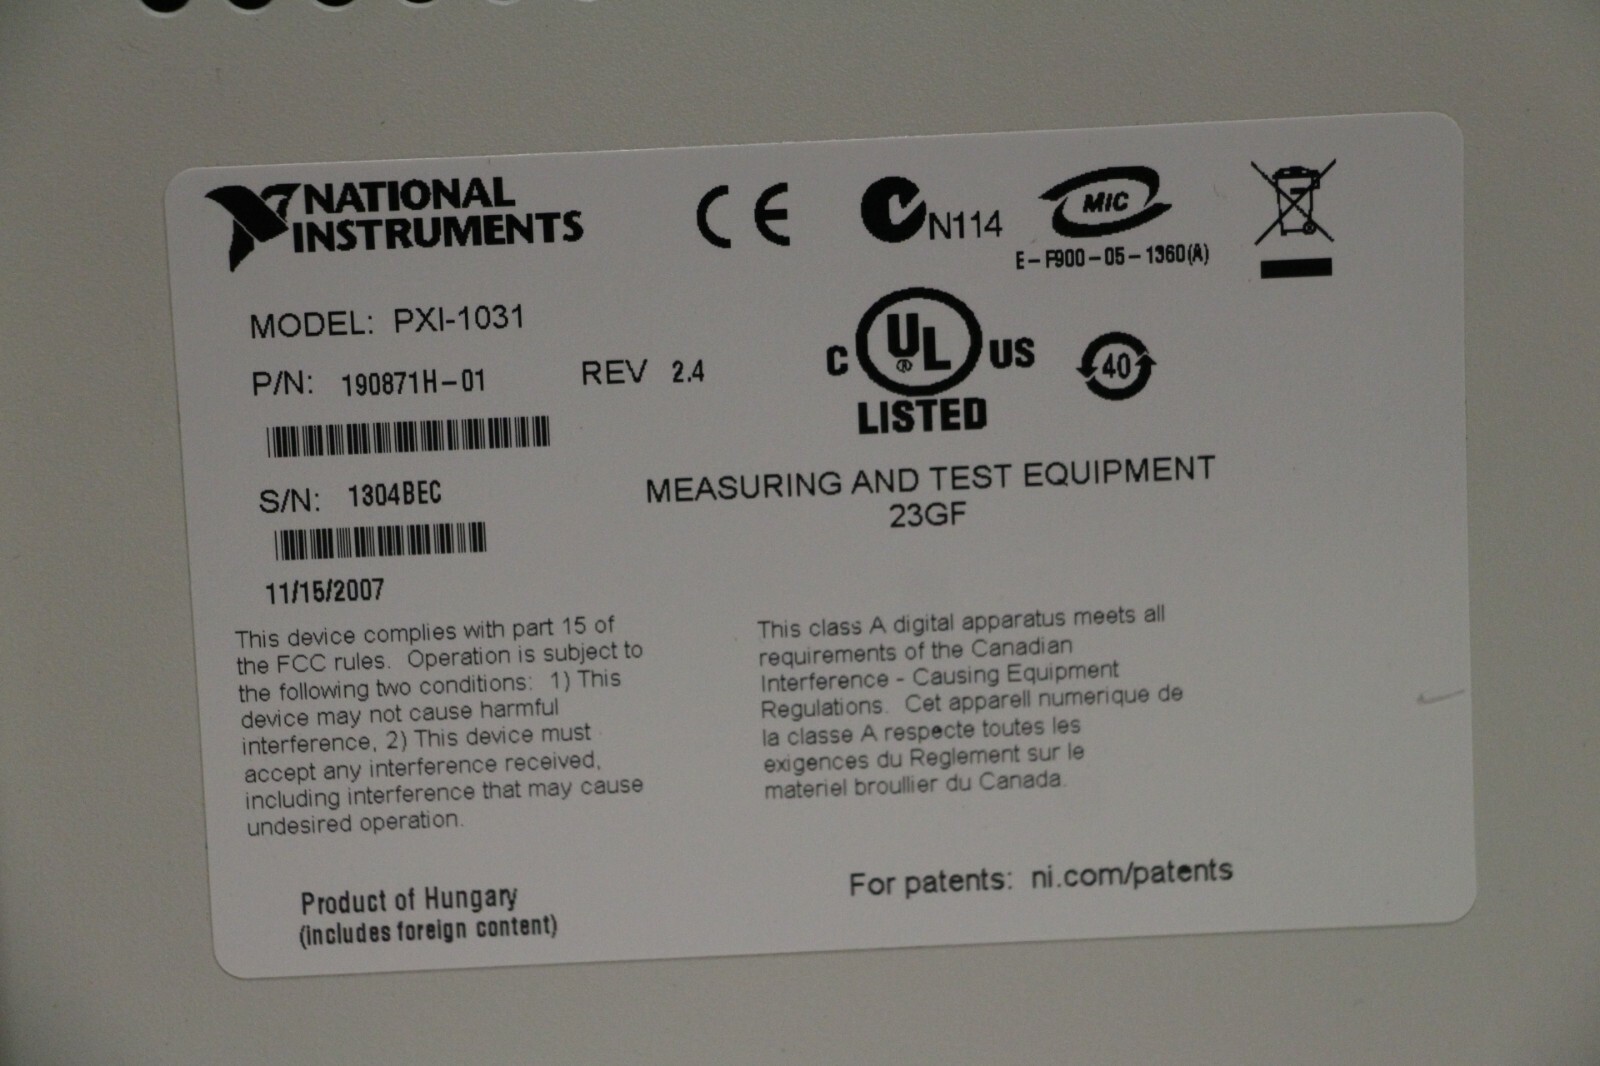 NATIONAL
INSTRUMENTS
CE
N114
MIC
E-F900-05-1360(A)
MODEL: PXI-1031
P/N: 190871H-01 REV 2.4
C UL ® US
LISTED
40
S/N: 1304BEC
MEASURING AND TEST EQUIPMENT
23GF
11/15/2007
This device complies with part 15 of
the FCC rules. Operation is subject to
the following two conditions: 1) This
device may not cause harmful
interference, 2) This device must
accept any interference received,
including interference that may cause
undesired operation.
This class A digital apparatus meets all
requirements of the Canadian
Interference - Causing Equipment
Regulations. Cet appareil numerique de
la classe A respecte toutes les
exigences du Reglement sur le
materiel broullier du Canada.
Product of Hungary
(includes foreign content)
For patents: ni.com/patents